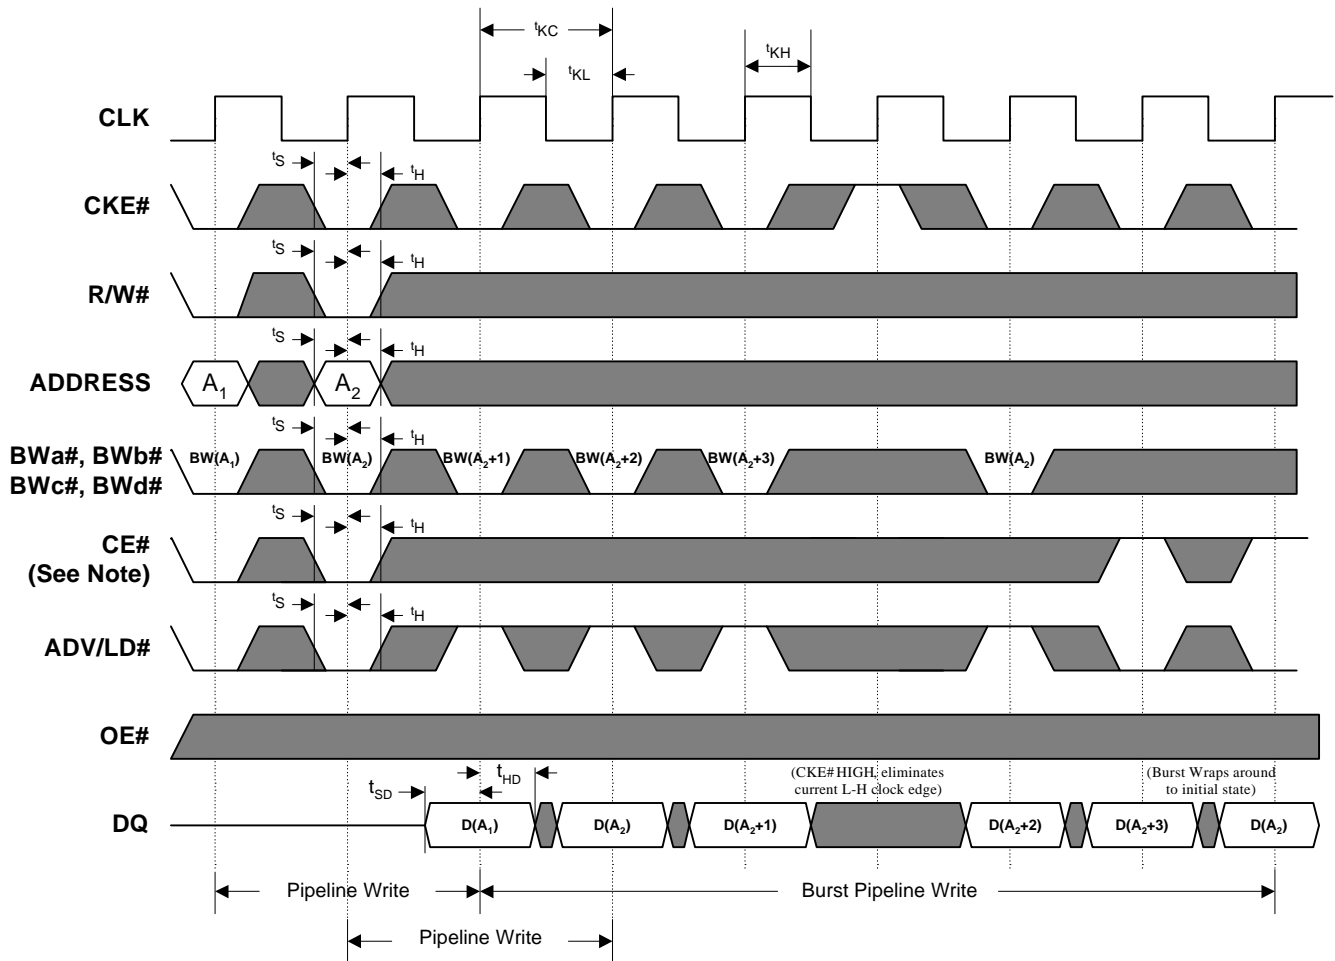 tKC
tKH
tKL
CLK
tS
tH
CKE#
tS
tH
R/W#
tS
tH
ADDRESS
A1
A2
tS
tH
BWa#, BWb#
BWc#, BWd#
BW(A1)
BW(A2)
BW(A2+1)
BW(A2+2)
BW(A2+3)
BW(A2)
tS
tH
CE#
(See Note)
tS
tH
ADV/LD#
OE#
tHD
tSD
(CKE# HIGH, eliminates
current L-H clock edge)
(Burst Wraps around
to initial state)
DQ
D(A1)
D(A2)
D(A2+1)
D(A2+2)
D(A2+3)
D(A2)
Pipeline Write
Burst Pipeline Write
Pipeline Write